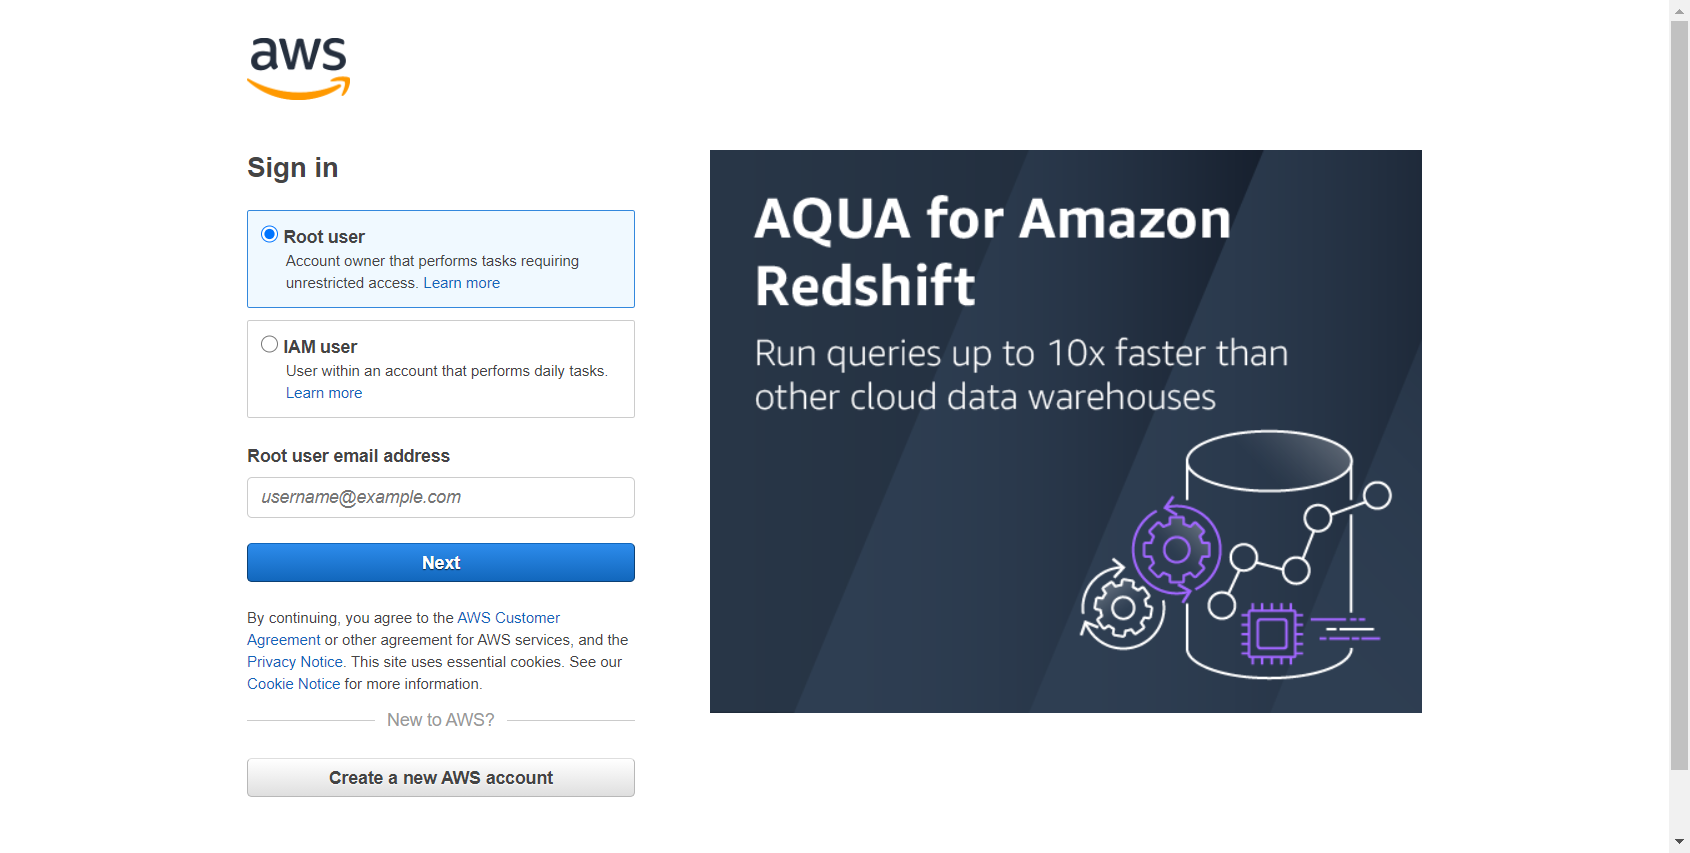 aws
Sign in
Root user
Account owner that performs tasks requiring
unrestricted access. Learn more
IAM user
User within an account that performs daily tasks.
Learn more
Root user email address
username@example.com
Next
By continuing, you agree to the AWS Customer
Agreement or other agreement for AWS services, and the
Privacy Notice. This site uses essential cookies. See our
Cookie Notice for more information.
New to AWS?
Create a new AWS account
AQUA for Amazon
Redshift
Run queries up to 10x faster than
other cloud data warehouses